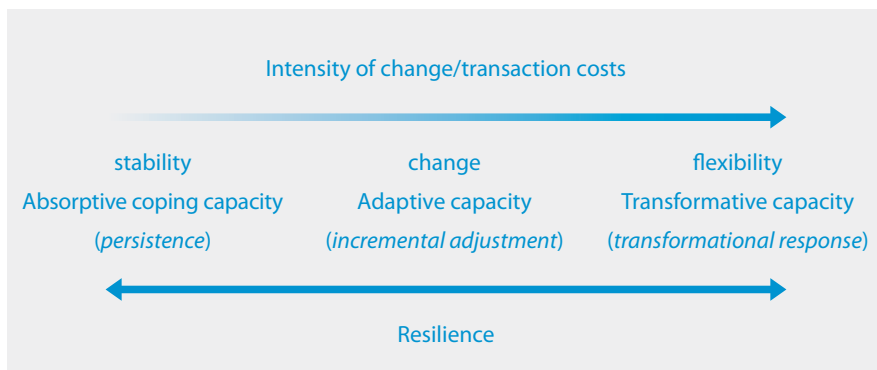 Intensity of change/transaction costs
stability change flexibility
Absorptive coping capacity Adaptive capacity Transformative capacity
(persistence) (incremental adjustment) (transformational response)
Resilience